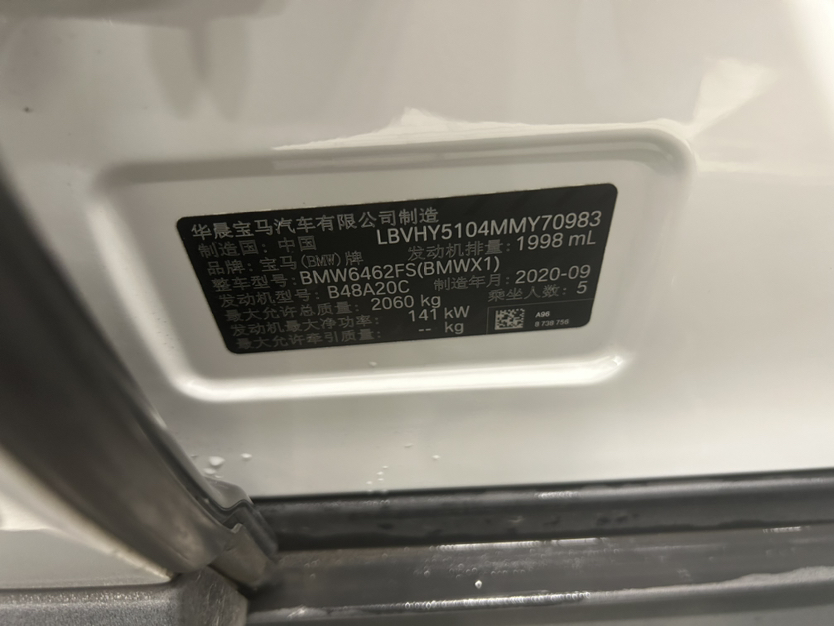 华晨宝马汽车有限公司制造
制造国: 中国 LBVHY5104MMY70983
品牌: 宝马(BMW)牌 发动机排量: 1998 mL
整车型号: BMW6462FS(BMWX1)
发动机型号: B48A20C 制造年月: 2020-09
最大允许总质量: 2060 kg 乘坐人数: 5
发动机最大净功率: 141 kW
最大允许牵引质量: -- kg
A96
8 738 756